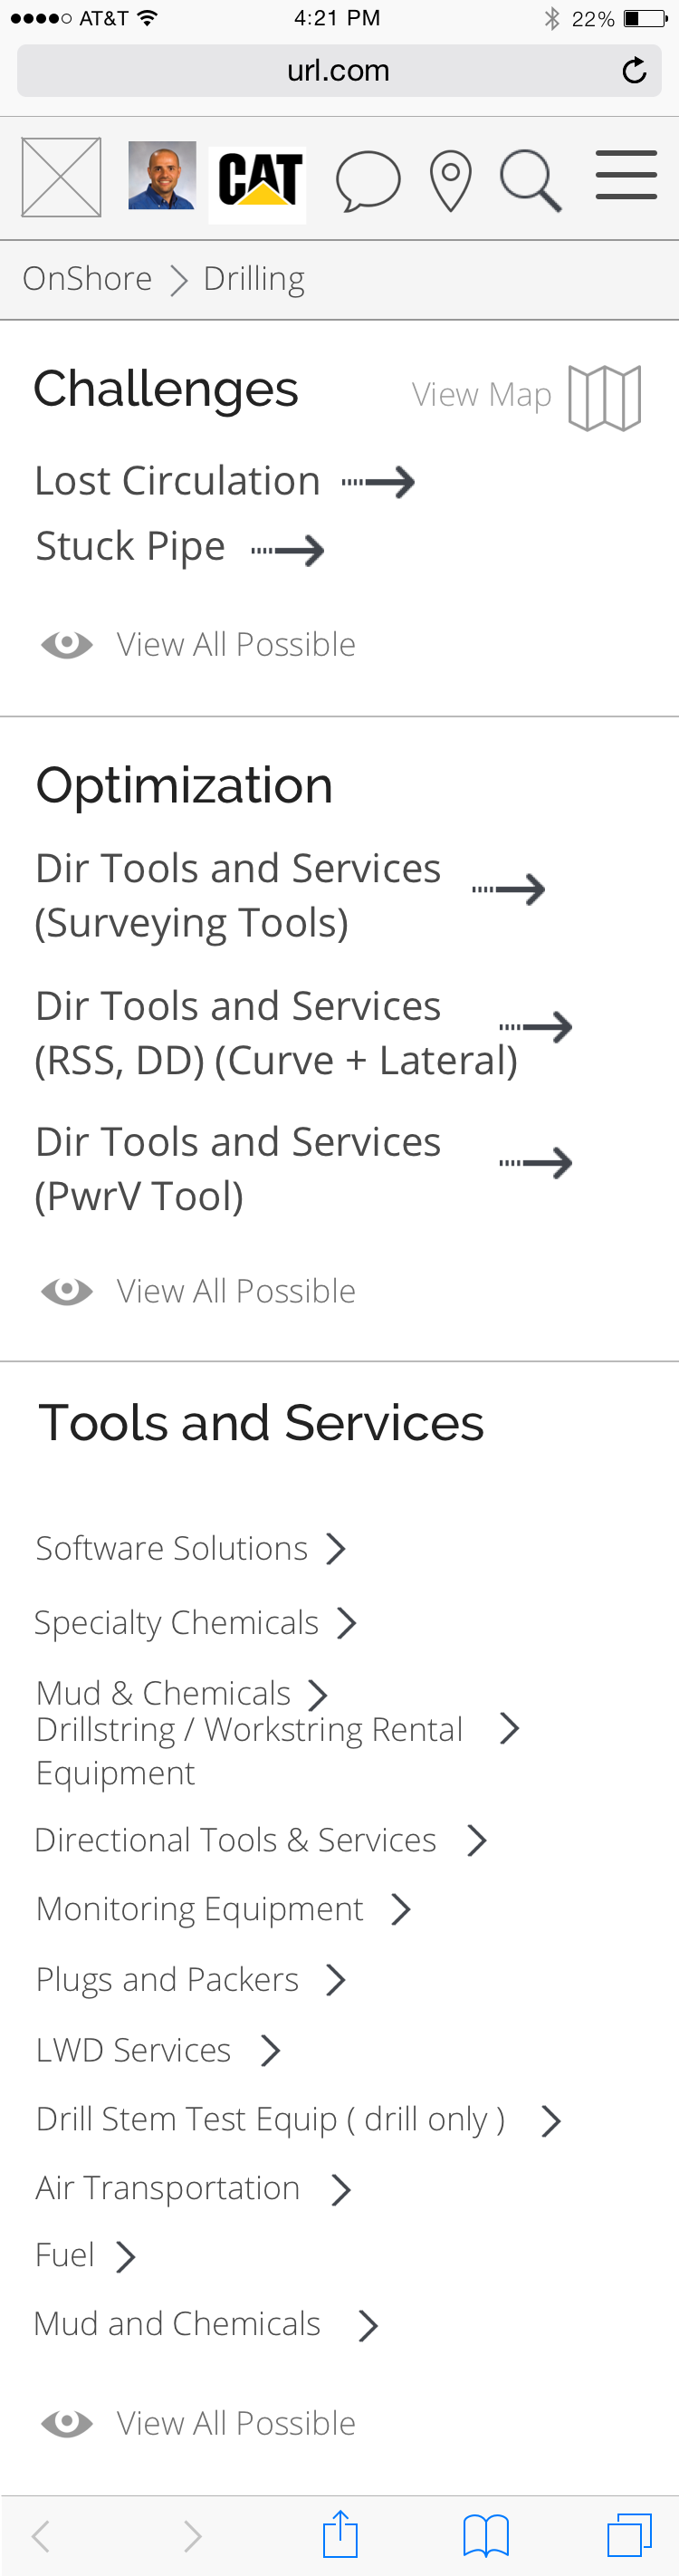 AT&T 4:21 PM 22%
url.com
CAT
OnShore Drilling
Challenges View Map
Lost Circulation
Stuck Pipe
View All Possible
Optimization
Dir Tools and Services
(Surveying Tools)
Dir Tools and Services
(RSS, DD) (Curve + Lateral)
Dir Tools and Services
(PwrV Tool)
View All Possible
Tools and Services
Software Solutions
Specialty Chemicals
Mud & Chemicals
Drillstring / Workstring Rental
Equipment
Directional Tools & Services
Monitoring Equipment
Plugs and Packers
LWD Services
Drill Stem Test Equip ( drill only )
Air Transportation
Fuel
Mud and Chemicals
View All Possible